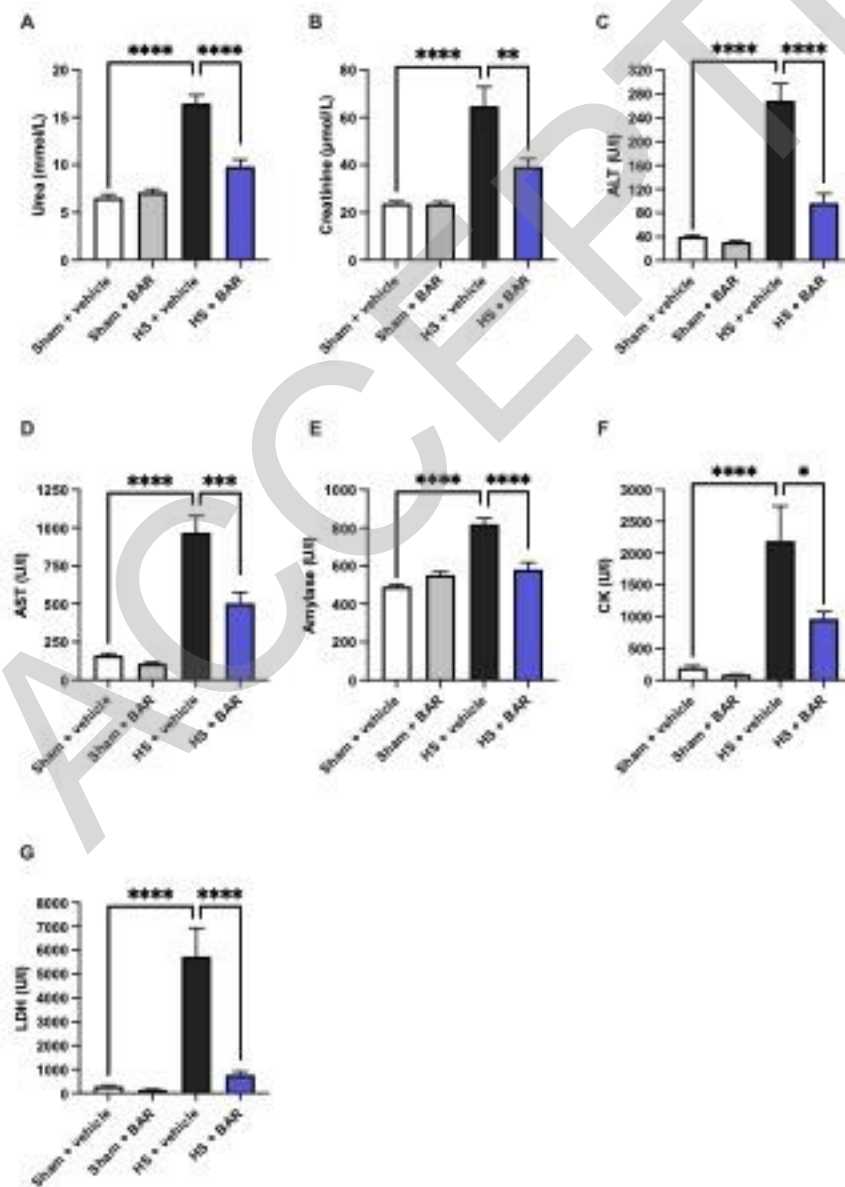 A
**** ****
Urea (mmol/L)
20
15
10
5
0
Sham + vehicle
Sham + BAR
HS + vehicle
HS + BAR
B
**** **
Creatinine (µmol/L)
80
60
40
20
0
Sham + vehicle
Sham + BAR
HS + vehicle
HS + BAR
C
**** ****
ALT (U/l)
320
280
240
200
160
120
80
40
0
Sham + vehicle
Sham + BAR
HS + vehicle
HS + BAR
D
**** ***
AST (U/l)
1250
1000
750
500
250
0
Sham + vehicle
Sham + BAR
HS + vehicle
HS + BAR
E
**** ****
Amylase (U/l)
1000
800
600
400
200
0
Sham + vehicle
Sham + BAR
HS + vehicle
HS + BAR
F
**** *
CK (U/l)
3000
2500
2000
1500
1000
500
0
Sham + vehicle
Sham + BAR
HS + vehicle
HS + BAR
G
**** ****
LDH (U/l)
8000
7000
6000
5000
4000
3000
2000
1000
0
Sham + vehicle
Sham + BAR
HS + vehicle
HS + BAR
ACCEPT